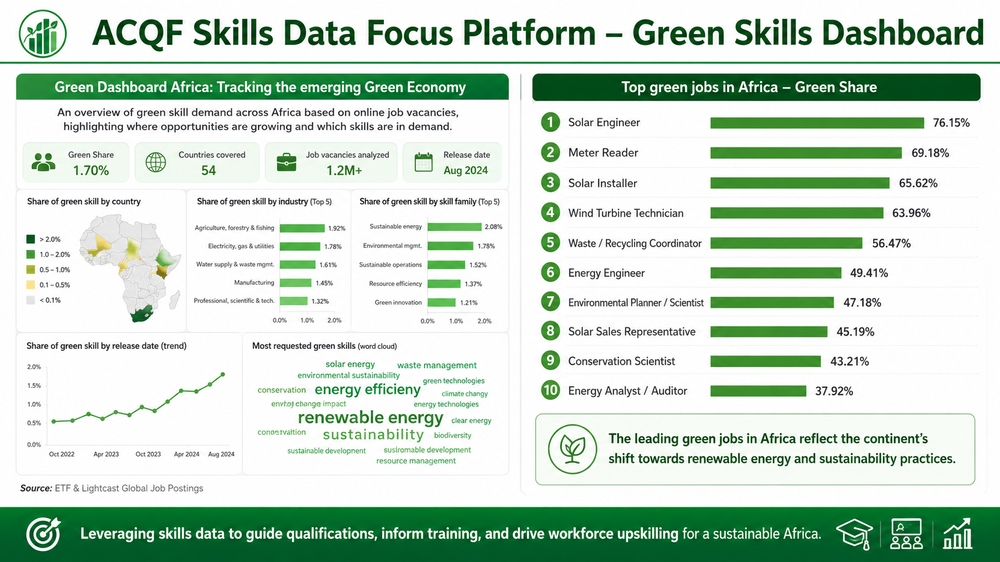 ACQF Skills Data Focus Platform – Green Skills Dashboard
Green Dashboard Africa: Tracking the emerging Green Economy
An overview of green skill demand across Africa based on online job vacancies,
highlighting where opportunities are growing and which skills are in demand.
Green Share
1.70%
Countries covered
54
Job vacancies analyzed
1.2M+
Release date
Aug 2024
Share of green skill by country
> 2.0%
1.0 – 2.0%
0.5 – 1.0%
0.1 – 0.5%
< 0.1%
Share of green skill by industry (Top 5)
Agriculture, forestry & fishing 1.92%
Electricity, gas & utilities 1.78%
Water supply & waste mgmt. 1.61%
Manufacturing 1.45%
Professional, scientific & tech. 1.32%
0.0% 1.0% 2.0%
Share of green skill by skill family (Top 5)
Sustainable energy 2.08%
Environmental mgmt. 1.78%
Sustainable operations 1.52%
Resource efficiency 1.37%
Green innovation 1.21%
0.0% 1.0% 2.0%
Share of green skill by release date (trend)
2.0%
1.5%
1.0%
0.5%
0.0%
Oct 2022 Apr 2023 Oct 2023 Apr 2024 Aug 2024
Most requested green skills (word cloud)
solar energy waste management
environmental sustainability
green technologies
conservation energy efficieny
climate changy
change impact energy technologies
renewable energy clear energy
sustainability biodiversity
sustainable development susiromable development
resource management
Source: ETF & Lightcast Global Job Postings
Top green jobs in Africa – Green Share
1 Solar Engineer 76.15%
2 Meter Reader 69.18%
3 Solar Installer 65.62%
4 Wind Turbine Technician 63.96%
5 Waste / Recycling Coordinator 56.47%
6 Energy Engineer 49.41%
7 Environmental Planner / Scientist 47.18%
8 Solar Sales Representative 45.19%
9 Conservation Scientist 43.21%
10 Energy Analyst / Auditor 37.92%
The leading green jobs in Africa reflect the continent's
shift towards renewable energy and sustainability practices.
Leveraging skills data to guide qualifications, inform training, and drive workforce upskilling for a sustainable Africa.